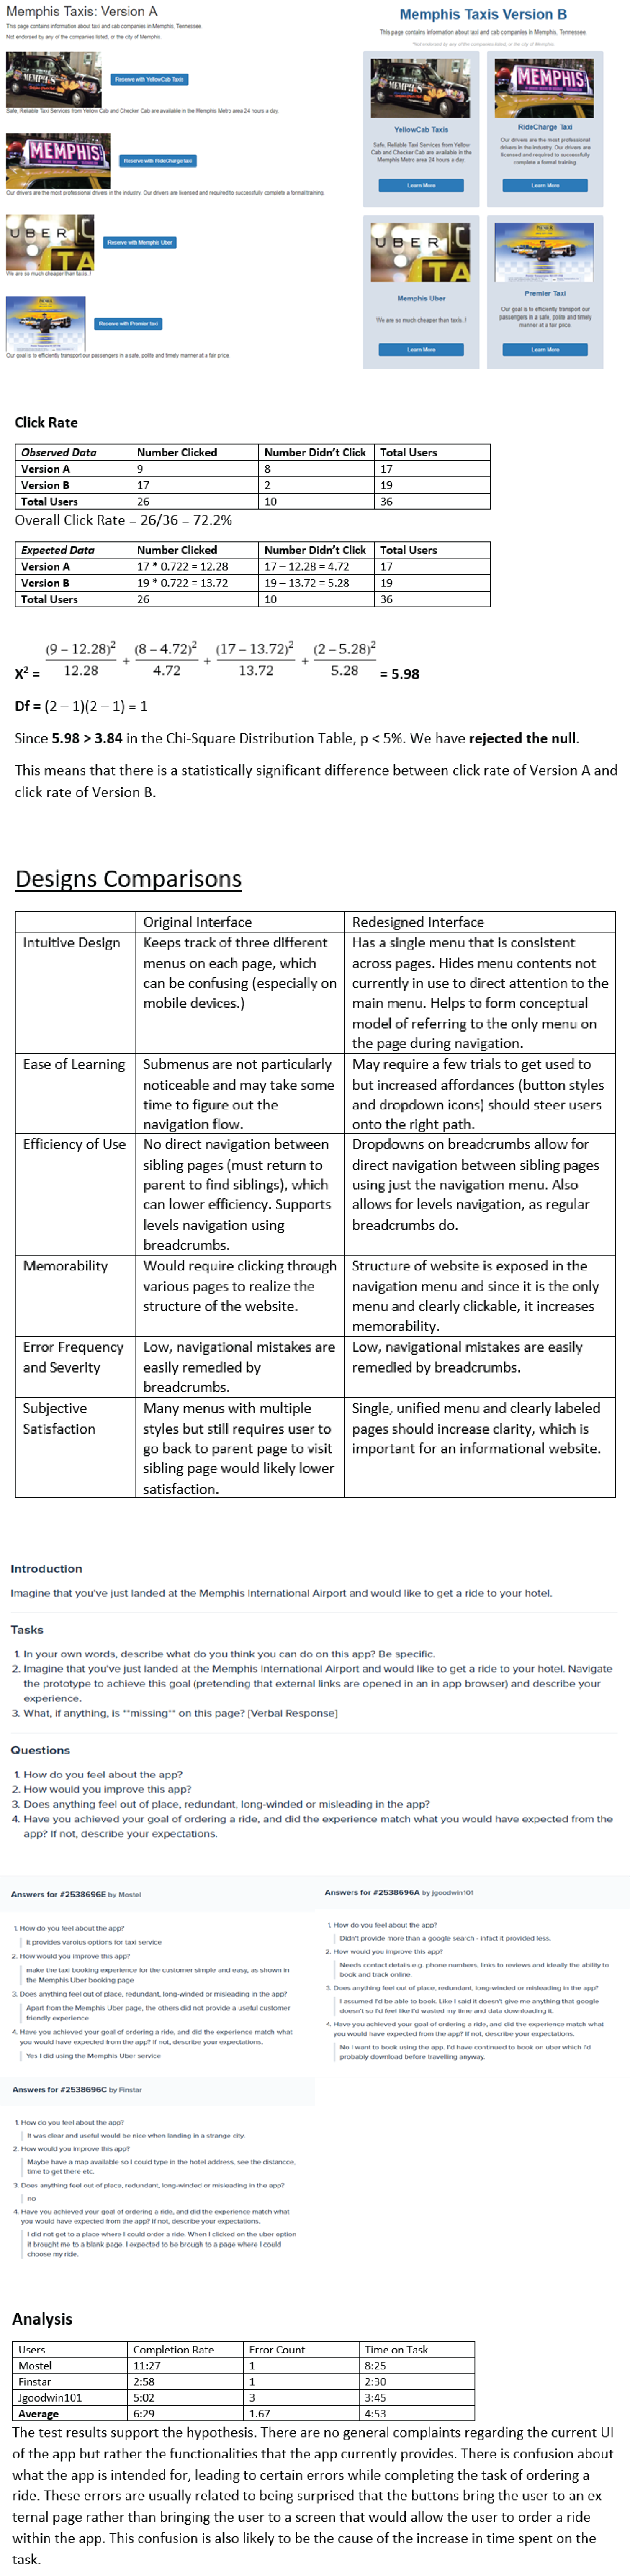 Memphis Taxis: Version A
This page contains information about taxi and cab companies in Memphis, Tennessee.
Not endorsed by any of the companies listed, or the city of Memphis.
MEMPHIS
Reserve with YellowCab Taxis
Safe, Reliable Taxi Services from Yellow Cab and Checker Cab are available in the Memphis Metro area 24 hours a day.
MEMPHIS
Reserve with RideCharge taxi
Our drivers are the most professional drivers in the industry. Our drivers are licensed and required to successfully complete a formal training.
UBER
TA
Reserve with Memphis Uber
We are so much cheaper than taxis. !
Reserve with Premier taxi
Our goal is to efficiently transport our passengers in a safe, polite and timely manner at a fair price.
Memphis Taxis Version B
This page contains information about taxi and cab companies in Memphis, Tennessee
*Not endorsed by any of the companies listed, or the city of Memphis
MEMPHIS
YellowCab Taxis
Safe, Reliable Taxi Services from Yellow
Cab and Checker Cab are available in the
Memphis Metro area 24 hours a day.
Learn More
MEMPHIS
RideCharge Taxi
Our drivers are the most professional
drivers in the industry. Our drivers are
licensed and required to successfully
complete a formal training.
Learn More
UBER
TA
Memphis Uber
We are so much cheaper than taxis. !
Learn More
Premier Taxi
Our goal is to efficiently transport our
passengers in a safe, polite and timely
manner at a fair price.
Learn More
Click Rate
Observed Data Number Clicked Number Didn't Click Total Users
Version A 9 8 17
Version B 17 2 19
Total Users 26 10 36
Overall Click Rate = 26/36 = 72.2%
Expected Data Number Clicked Number Didn't Click Total Users
Version A 17 * 0.722 = 12.28 17 – 12.28 = 4.72 17
Version B 19 * 0.722 = 13.72 19 – 13.72 = 5.28 19
Total Users 26 10 36
X² = (9 – 12.28)²/12.28 + (8 – 4.72)²/4.72 + (17 – 13.72)²/13.72 + (2 – 5.28)²/5.28 = 5.98
Df = (2 – 1)(2 – 1) = 1
Since 5.98 > 3.84 in the Chi-Square Distribution Table, p < 5%. We have rejected the null.
This means that there is a statistically significant difference between click rate of Version A and
click rate of Version B.
Designs Comparisons
Original Interface
Redesigned Interface
Intuitive Design
Keeps track of three different
menus on each page, which
can be confusing (especially on
mobile devices.)
Has a single menu that is consistent
across pages. Hides menu contents not
currently in use to direct attention to the
main menu. Helps to form conceptual
model of referring to the only menu on
the page during navigation.
Ease of Learning
Submenus are not particularly
noticeable and may take some
time to figure out the
navigation flow.
May require a few trials to get used to
but increased affordances (button styles
and dropdown icons) should steer users
onto the right path.
Efficiency of Use
No direct navigation between
sibling pages (must return to
parent to find siblings), which
can lower efficiency. Supports
levels navigation using
breadcrumbs.
Dropdowns on breadcrumbs allow for
direct navigation between sibling pages
using just the navigation menu. Also
allows for levels navigation, as regular
breadcrumbs do.
Memorability
Would require clicking through
various pages to realize the
structure of the website.
Structure of website is exposed in the
navigation menu and since it is the only
menu and clearly clickable, it increases
memorability.
Error Frequency
and Severity
Low, navigational mistakes are
easily remedied by
breadcrumbs.
Low, navigational mistakes are easily
remedied by breadcrumbs.
Subjective
Satisfaction
Many menus with multiple
styles but still requires user to
go back to parent page to visit
sibling page would likely lower
satisfaction.
Single, unified menu and clearly labeled
pages should increase clarity, which is
important for an informational website.
Introduction
Imagine that you've just landed at the Memphis International Airport and would like to get a ride to your hotel.
Tasks
1. In your own words, describe what do you think you can do on this app? Be specific.
2. Imagine that you've just landed at the Memphis International Airport and would like to get a ride to your hotel. Navigate
the prototype to achieve this goal (pretending that external links are opened in an in app browser) and describe your
experience.
3. What, if anything, is **missing** on this page? [Verbal Response]
Questions
1. How do you feel about the app?
2. How would you improve this app?
3. Does anything feel out of place, redundant, long-winded or misleading in the app?
4. Have you achieved your goal of ordering a ride, and did the experience match what you would have expected from the
app? If not, describe your expectations.
Answers for #2538696E by Mostel
1. How do you feel about the app?
It provides varoius options for taxi service
2. How would you improve this app?
make the taxi booking experience for the customer simple and easy, as shown in
the Memphis Uber booking page
3. Does anything feel out of place, redundant, long-winded or misleading in the app?
Apart from the Memphis Uber page, the others did not provide a useful customer
friendly experience
4. Have you achieved your goal of ordering a ride, and did the experience match what
you would have expected from the app? If not, describe your expectations.
Yes I did using the Memphis Uber service
Answers for #2538696A by jgoodwin101
1. How do you feel about the app?
Didn't provide more than a google search - infact it provided less.
2. How would you improve this app?
Needs contact details e.g. phone numbers, links to reviews and ideally the ability to
book and track online.
3. Does anything feel out of place, redundant, long-winded or misleading in the app?
I assumed I'd be able to book. Like I said it doesn't give me anything that google
doesn't so I'd feel like I'd wasted my time and data downloading it.
4. Have you achieved your goal of ordering a ride, and did the experience match what
you would have expected from the app? If not, describe your expectations.
No I want to book using the app. I'd have continued to book on uber which I'd
probably download before travelling anyway.
Answers for #2538696C by Finstar
1. How do you feel about the app?
It was clear and useful would be nice when landing in a strange city.
2. How would you improve this app?
Maybe have a map available so I could type in the hotel address, see the distancce,
time to get there etc.
3. Does anything feel out of place, redundant, long-winded or misleading in the app?
no
4. Have you achieved your goal of ordering a ride, and did the experience match what
you would have expected from the app? If not, describe your expectations.
I did not get to a place where I could order a ride. When I clicked on the uber option
it brought me to a blank page. I expected to be brough to a page where I could
choose my ride.
Analysis
Users Completion Rate Error Count Time on Task
Mostel 11:27 1 8:25
Finstar 2:58 1 2:30
Jgoodwin101 5:02 3 3:45
Average 6:29 1.67 4:53
The test results support the hypothesis. There are no general complaints regarding the current UI
of the app but rather the functionalities that the app currently provides. There is confusion about
what the app is intended for, leading to certain errors while completing the task of ordering a
ride. These errors are usually related to being surprised that the buttons bring the user to an ex-
ternal page rather than bringing the user to a screen that would allow the user to order a ride
within the app. This confusion is also likely to be the cause of the increase in time spent on the
task.